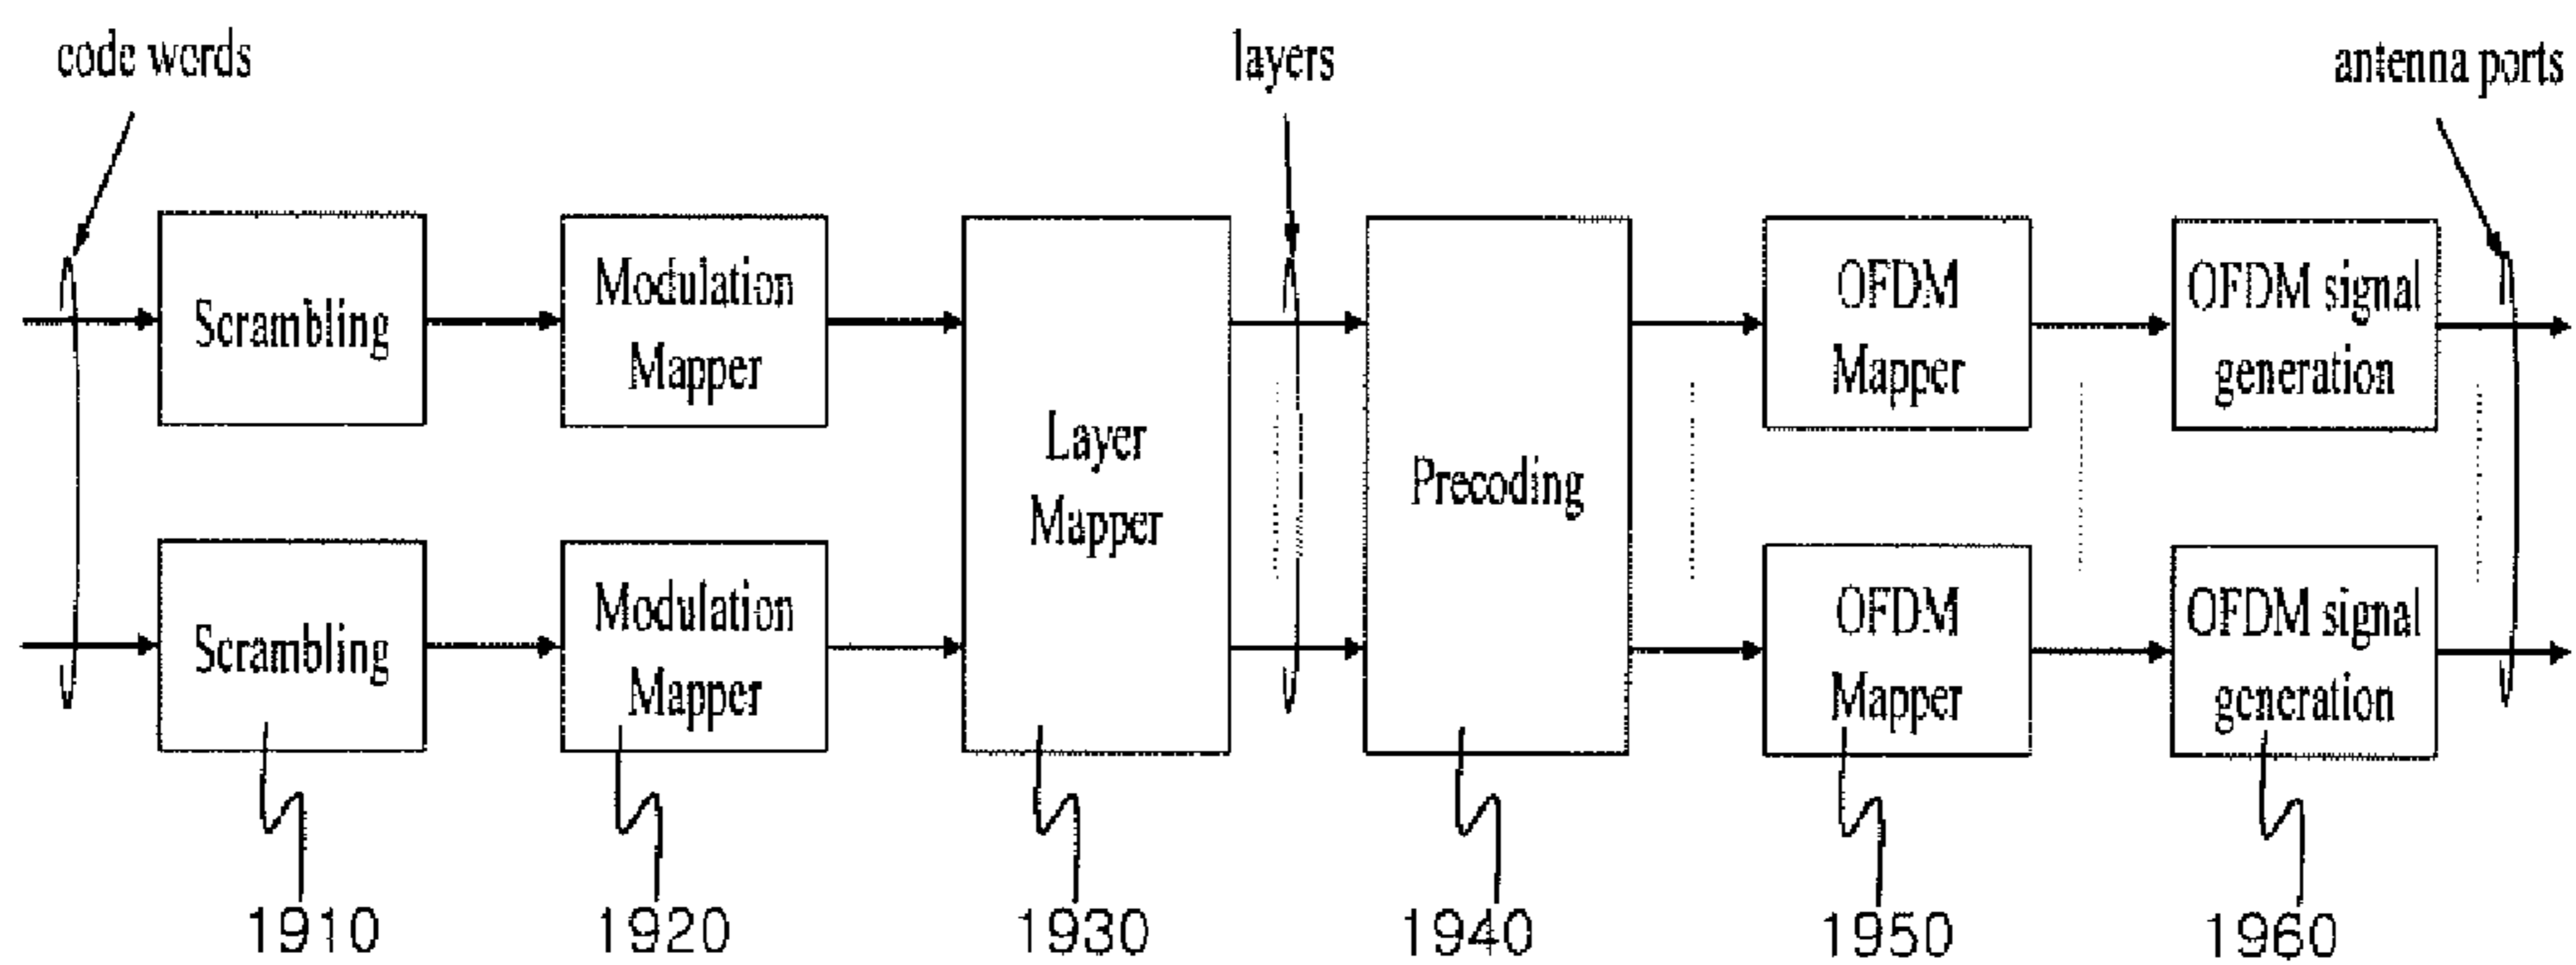 code words
layers
antenna ports
Scrambling
Modulation
Mapper
Layer
Mapper
Precoding
OFDM
Mapper
OFDM signal
generation
Scrambling
Modulation
Mapper
OFDM
Mapper
OFDM signal
generation
1910
1920
1930
1940
1950
1960